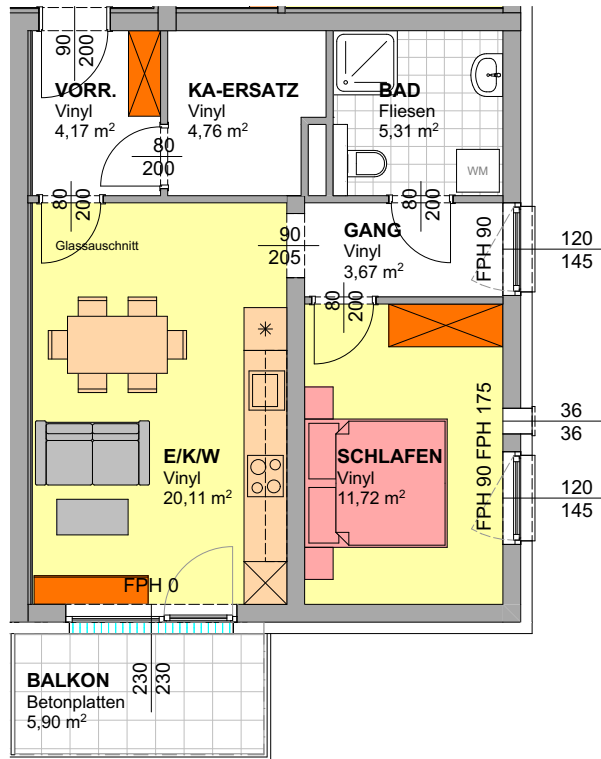 90
200
VORR.
Vinyl
4,17 m²
KA-ERSATZ
Vinyl
4,76 m²
BAD
Fliesen
5,31 m²
WM
80
200
80
200
80
200
Glassauschnitt
90
205
GANG
Vinyl
3,67 m²
FPH 90
120
145
80
200
FPH 175
36
36
E/K/W
Vinyl
20,11 m²
SCHLAFEN
Vinyl
11,72 m²
FPH 90
120
145
FPH 0
230
230
BALKON
Betonplatten
5,90 m²